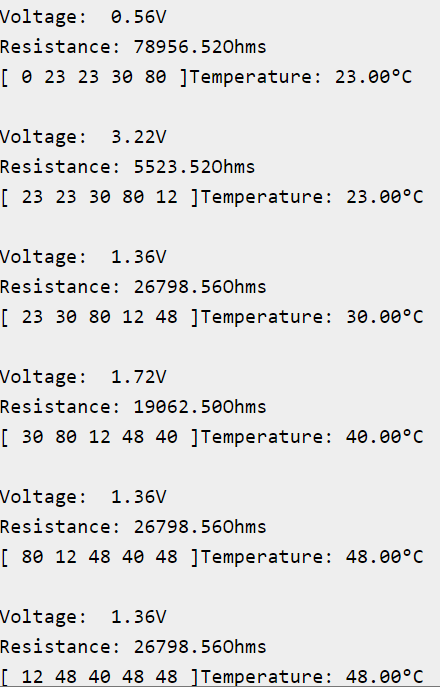 Voltage:  0.56V
Resistance: 78956.52Ohms
[ 0 23 23 30 80 ]Temperature: 23.00°C
Voltage:  3.22V
Resistance: 5523.52Ohms
[ 23 23 30 80 12 ]Temperature: 23.00°C
Voltage:  1.36V
Resistance: 26798.56Ohms
[ 23 30 80 12 48 ]Temperature: 30.00°C
Voltage:  1.72V
Resistance: 19062.50Ohms
[ 30 80 12 48 40 ]Temperature: 40.00°C
Voltage:  1.36V
Resistance: 26798.56Ohms
[ 80 12 48 40 48 ]Temperature: 48.00°C
Voltage:  1.36V
Resistance: 26798.56Ohms
[ 12 48 40 48 48 ]Temperature: 48.00°C